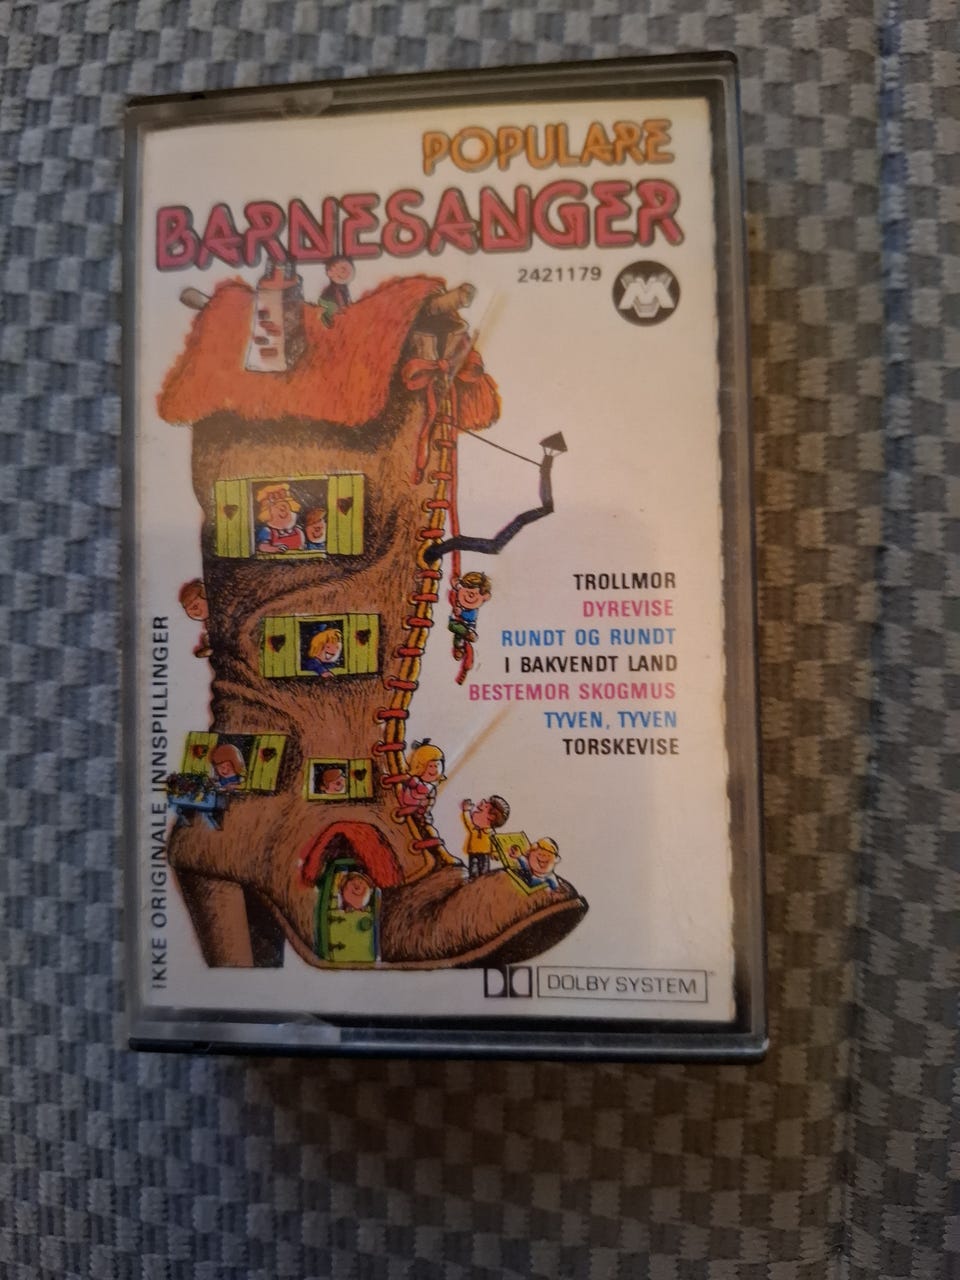 POPULARE
BARNESANGER
2421179
TROLLMOR
DYREVISE
RUNDT OG RUNDT
I BAKVENDT LAND
BESTEMOR SKOGMUS
TYVEN, TYVEN
TORSKEVISE
IKKE ORIGINALE INNSPILLINGER
DOLBY SYSTEM